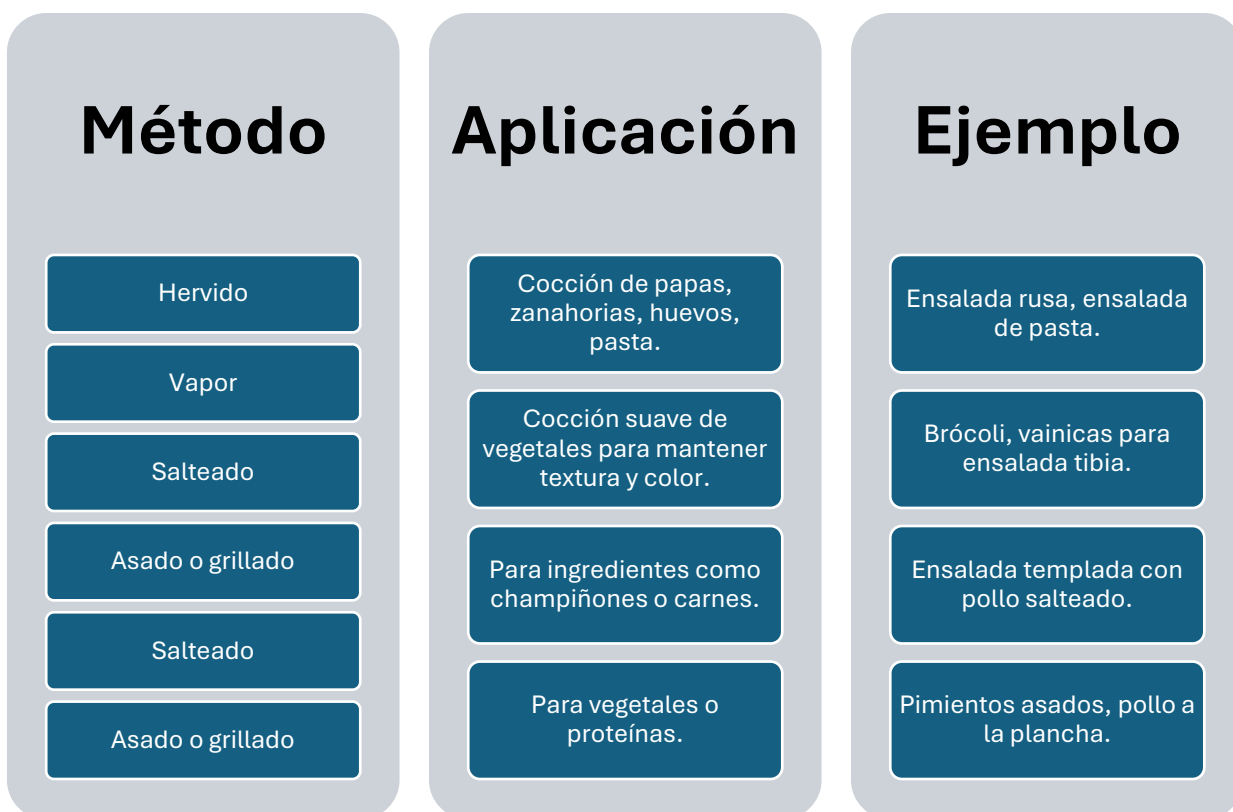 Método
Hervido
Vapor
Salteado
Asado o grillado
Salteado
Asado o grillado
Aplicación
Cocción de papas,
zanahorias, huevos,
pasta.
Cocción suave de
vegetales para mantener
textura y color.
Para ingredientes como
champiñones o carnes.
Para vegetales o
proteínas.
Ejemplo
Ensalada rusa, ensalada
de pasta.
Brócoli, vainicas para
ensalada tibia.
Ensalada templada con
pollo salteado.
Pimientos asados, pollo a
la plancha.